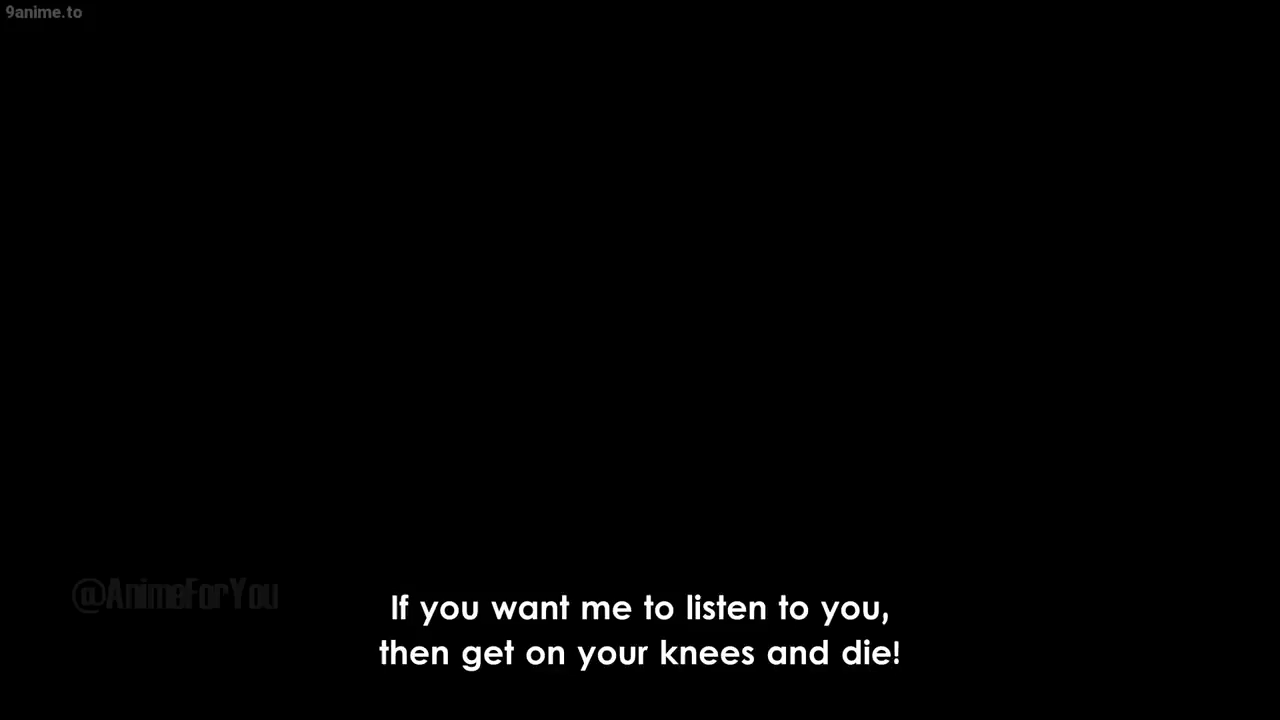 9anime.to
@AnimeForYou
If you want me to listen to you,
then get on your knees and die!